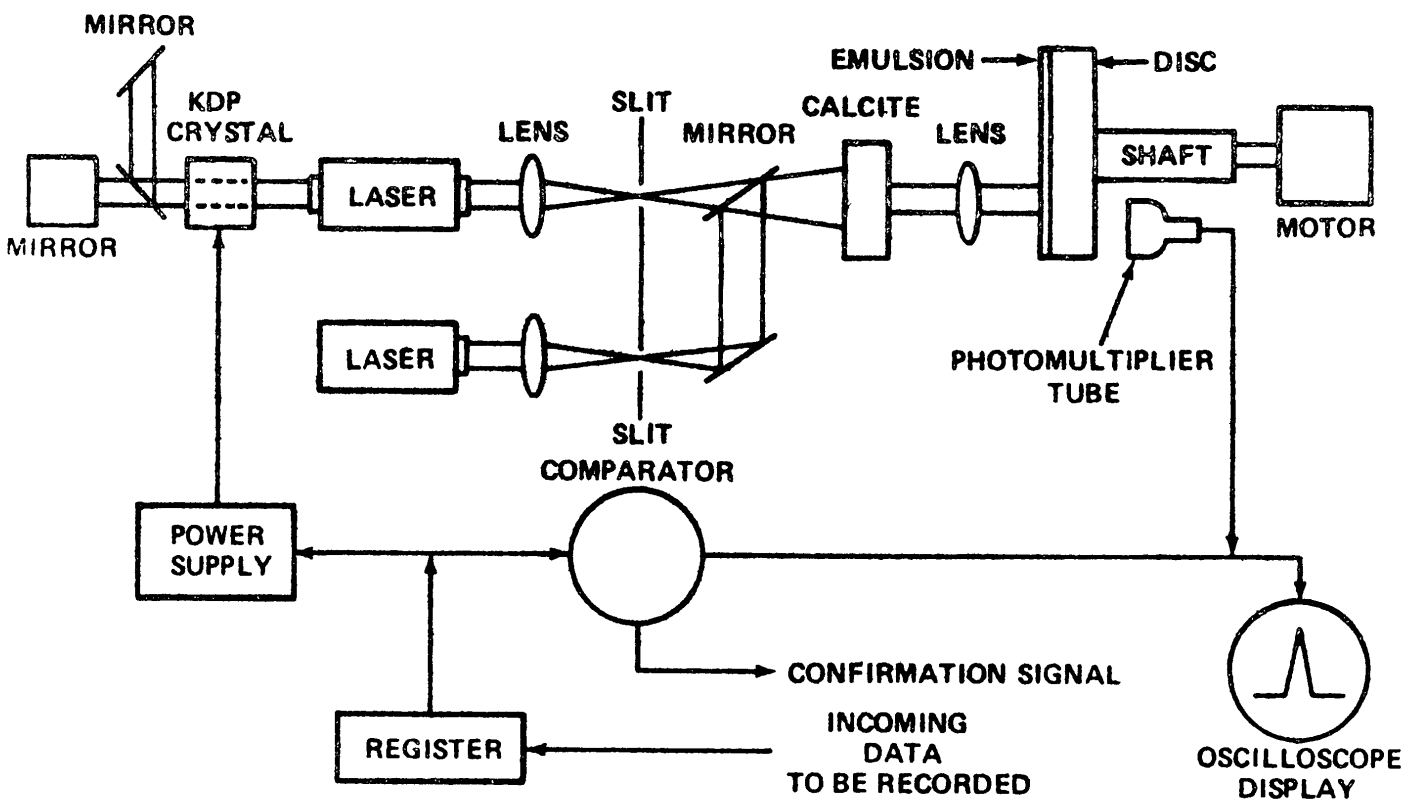 MIRROR
KDP
CRYSTAL
MIRROR
LASER
LENS
SLIT
MIRROR
CALCITE
LENS
EMULSION
DISC
SHAFT
MOTOR
LASER
PHOTOMULTIPLIER
TUBE
SLIT
COMPARATOR
POWER
SUPPLY
CONFIRMATION SIGNAL
REGISTER
INCOMING
DATA
TO BE RECORDED
OSCILLOSCOPE
DISPLAY